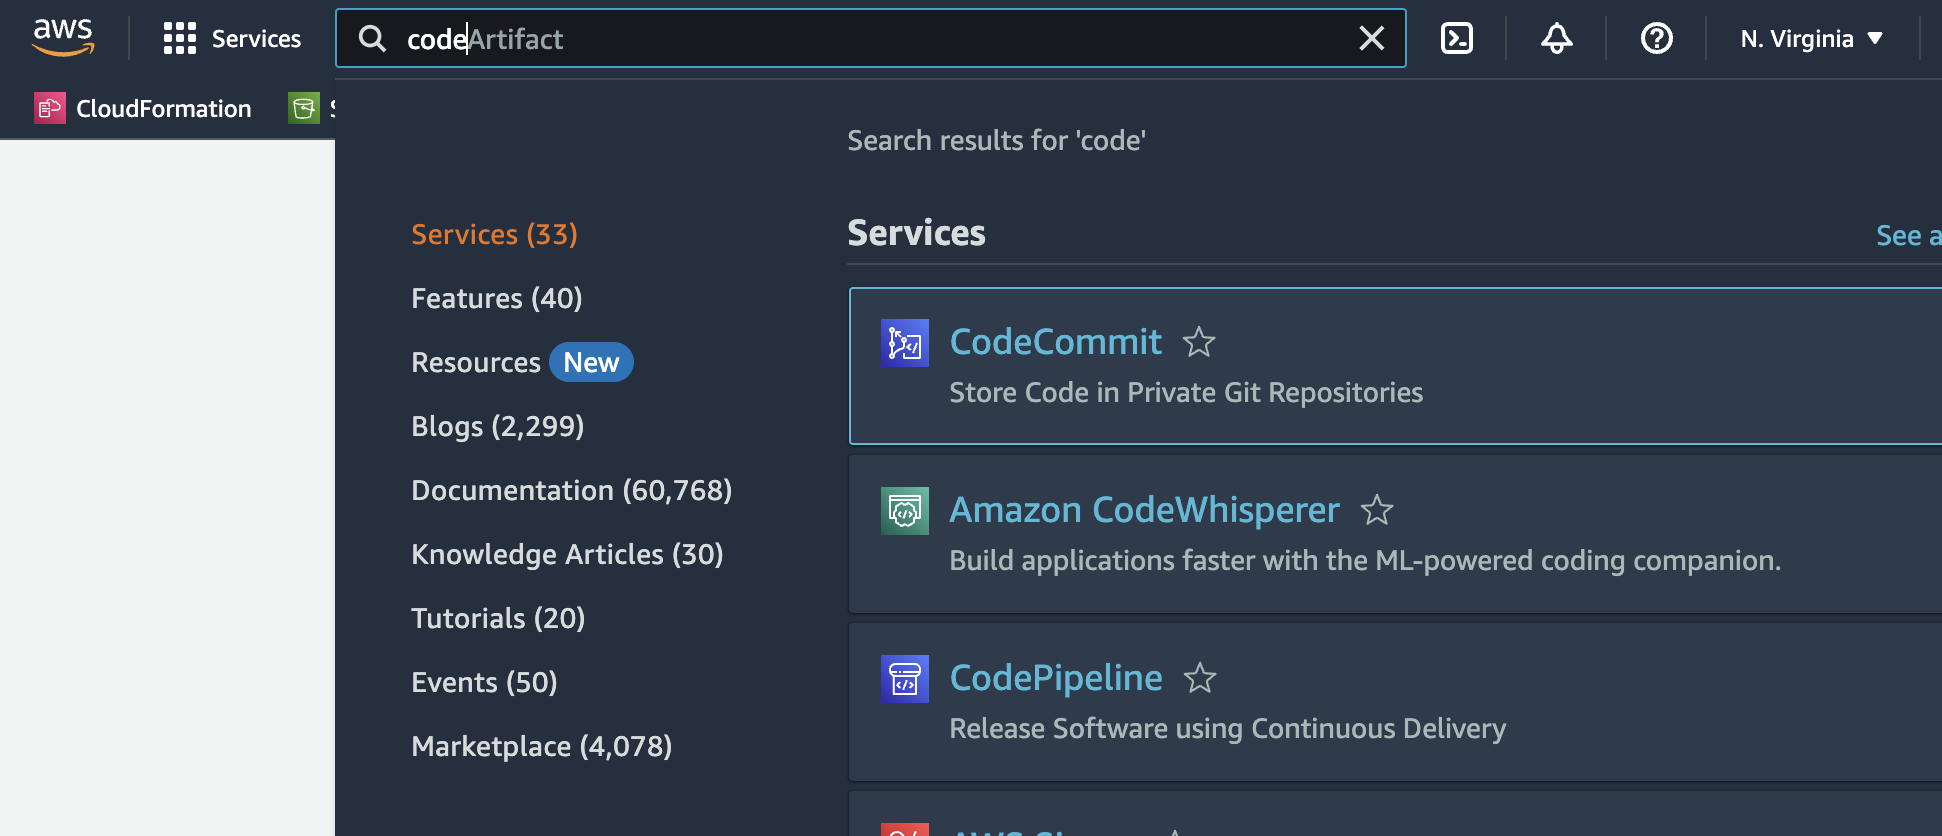 aws
Services
codeArtifact
N. Virginia
CloudFormation
Search results for 'code'
Services (33)
Features (40)
Resources New
Blogs (2,299)
Documentation (60,768)
Knowledge Articles (30)
Tutorials (20)
Events (50)
Marketplace (4,078)
Services
See a
CodeCommit
Store Code in Private Git Repositories
Amazon CodeWhisperer
Build applications faster with the ML-powered coding companion.
CodePipeline
Release Software using Continuous Delivery